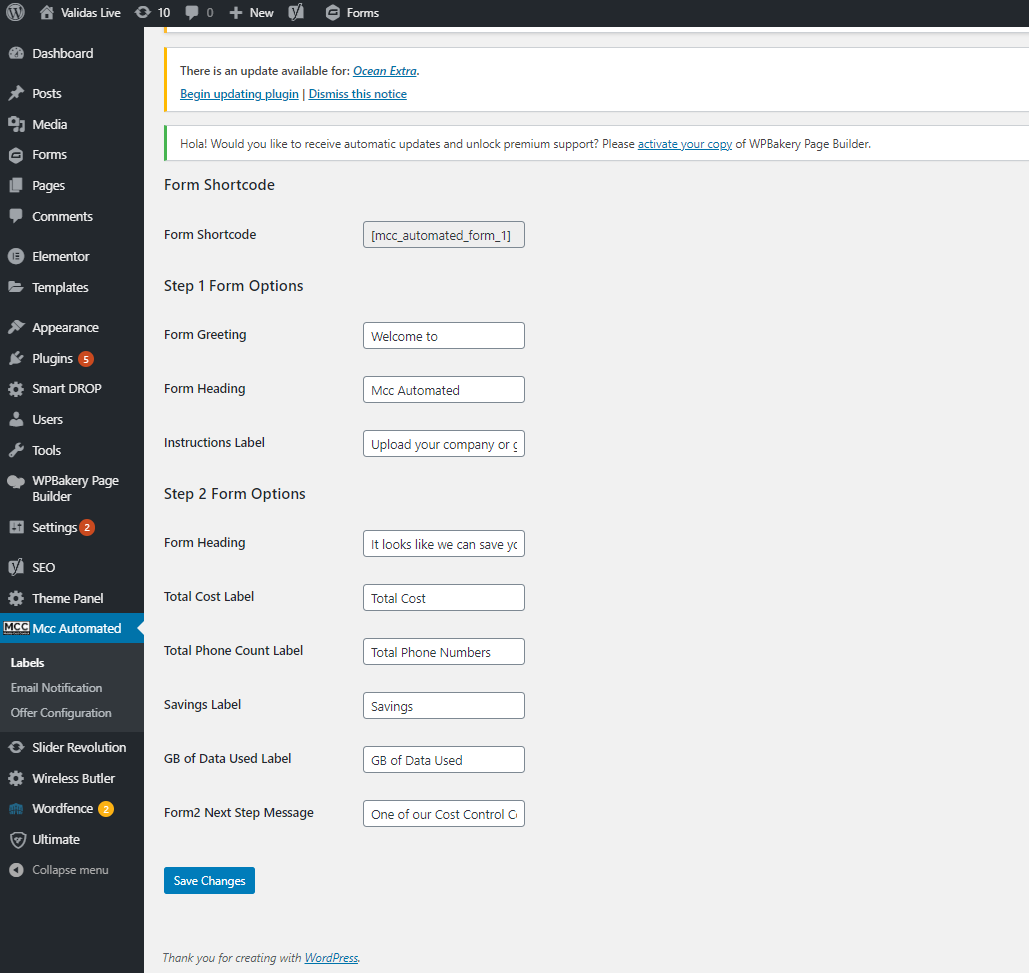 Validas Live 10 0 New Forms
Dashboard
Posts
Media
Forms
Pages
Comments
Elementor
Templates
Appearance
Plugins 5
Smart DROP
Users
Tools
WPBakery Page
Builder
Settings 2
SEO
Theme Panel
MCC Mcc Automated
Labels
Email Notification
Offer Configuration
Slider Revolution
Wireless Butler
Wordfence 2
Ultimate
Collapse menu
There is an update available for: Ocean Extra.
Begin updating plugin | Dismiss this notice
Hola! Would you like to receive automatic updates and unlock premium support? Please activate your copy of WPBakery Page Builder.
Form Shortcode
Form Shortcode [mcc_automated_form_1]
Step 1 Form Options
Form Greeting Welcome to
Form Heading Mcc Automated
Instructions Label Upload your company or g
Step 2 Form Options
Form Heading It looks like we can save yo
Total Cost Label Total Cost
Total Phone Count Label Total Phone Numbers
Savings Label Savings
GB of Data Used Label GB of Data Used
Form2 Next Step Message One of our Cost Control C
Save Changes
Thank you for creating with WordPress.